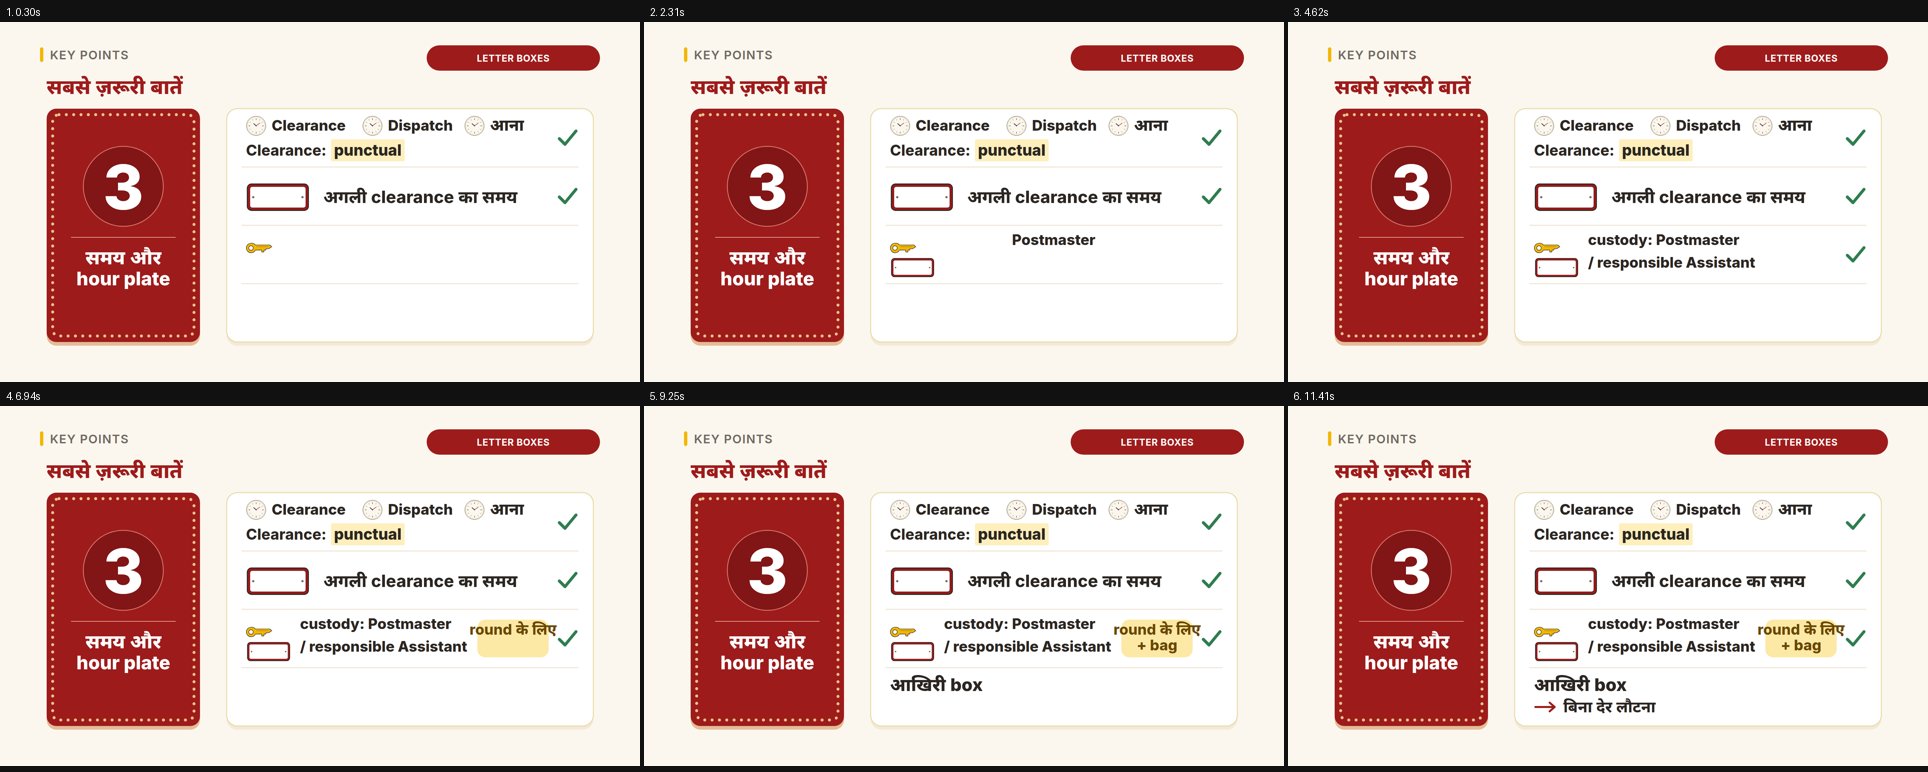 1. 0.30s
KEY POINTS
LETTER BOXES
सबसे ज़रूरी बातें
3
समय और
hour plate
Clearance Dispatch आना
Clearance: punctual
अगली clearance का समय
2. 2.31s
KEY POINTS
LETTER BOXES
सबसे ज़रूरी बातें
3
समय और
hour plate
Clearance Dispatch आना
Clearance: punctual
अगली clearance का समय
Postmaster
3. 4.62s
KEY POINTS
LETTER BOXES
सबसे ज़रूरी बातें
3
समय और
hour plate
Clearance Dispatch आना
Clearance: punctual
अगली clearance का समय
custody: Postmaster
/ responsible Assistant
4. 6.94s
KEY POINTS
LETTER BOXES
सबसे ज़रूरी बातें
3
समय और
hour plate
Clearance Dispatch आना
Clearance: punctual
अगली clearance का समय
custody: Postmaster
/ responsible Assistant
round के लिए
5. 9.25s
KEY POINTS
LETTER BOXES
सबसे ज़रूरी बातें
3
समय और
hour plate
Clearance Dispatch आना
Clearance: punctual
अगली clearance का समय
custody: Postmaster
/ responsible Assistant
round के लिए
+ bag
आखिरी box
6. 11.41s
KEY POINTS
LETTER BOXES
सबसे ज़रूरी बातें
3
समय और
hour plate
Clearance Dispatch आना
Clearance: punctual
अगली clearance का समय
custody: Postmaster
/ responsible Assistant
round के लिए
+ bag
आखिरी box
→ बिना देर लौटना